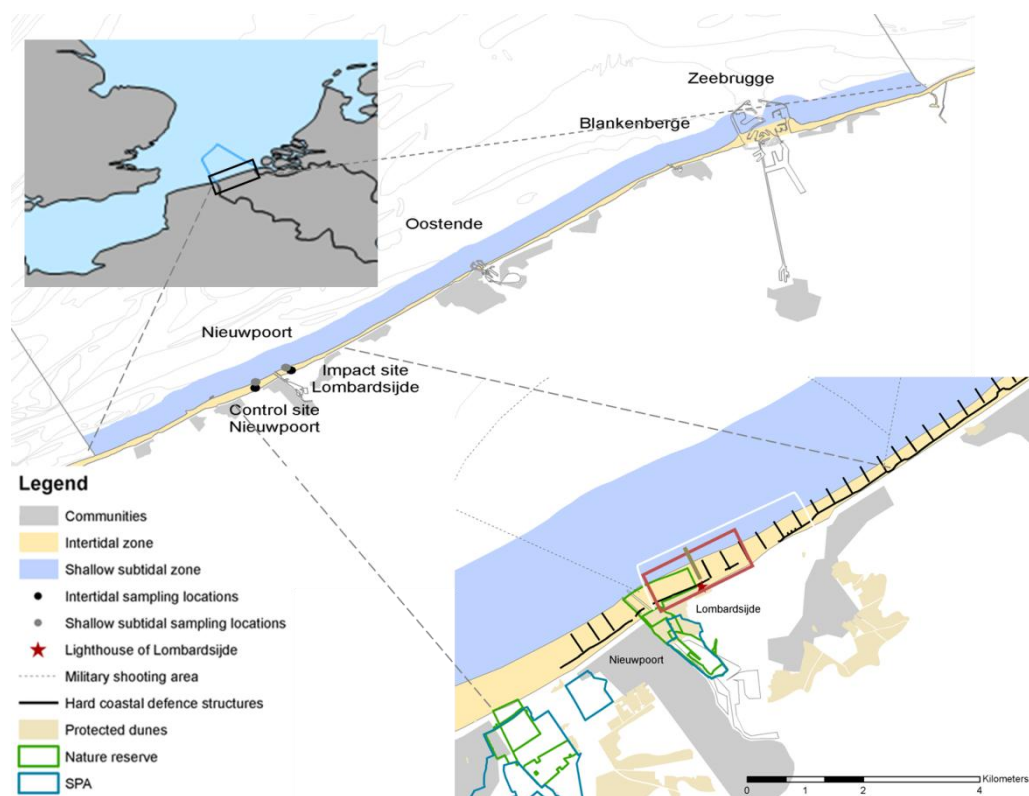 Zeebrugge
Blankenberge
Oostende
Nieuwpoort
Impact site
Lombardsijde
Control site
Nieuwpoort
Legend
Communities
Intertidal zone
Shallow subtidal zone
Intertidal sampling locations
Shallow subtidal sampling locations
Lighthouse of Lombardsijde
Military shooting area
Hard coastal defence structures
Protected dunes
Nature reserve
SPA
Lombardsijde
Nieuwpoort
Kilometers
0 1 2 4